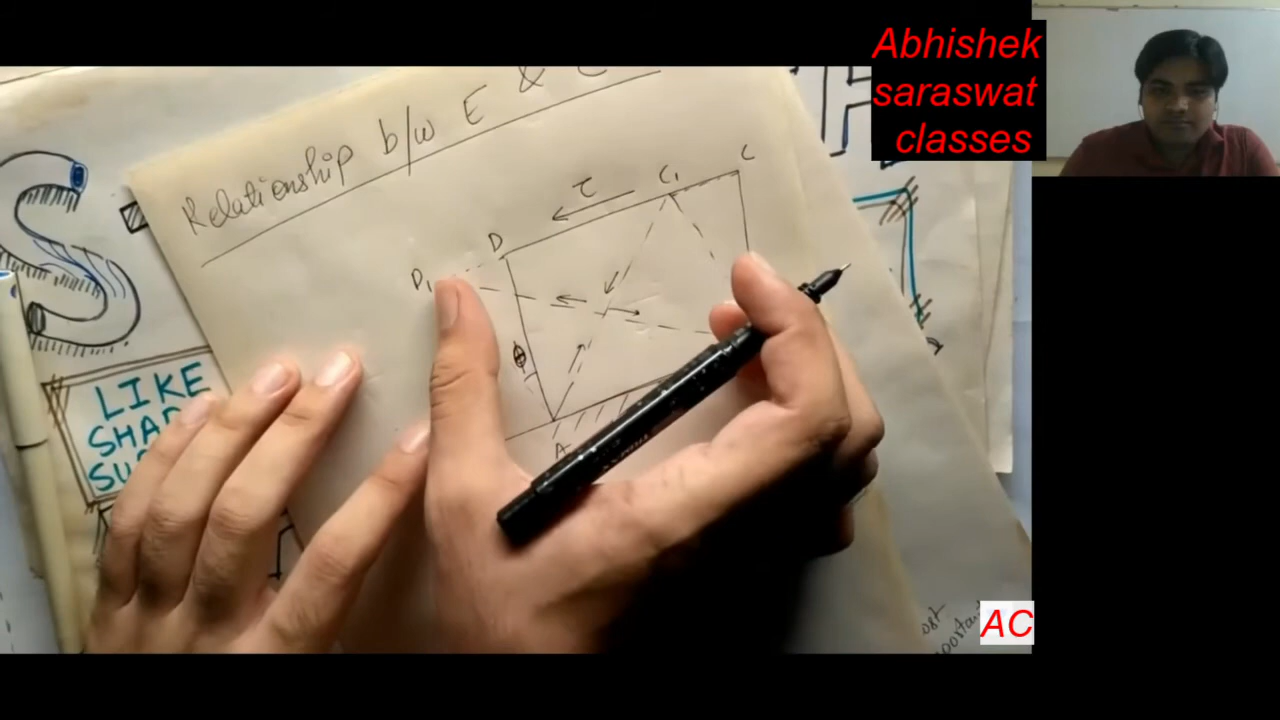 Abhishek
saraswat
classes
Relationship b/w E &
C
C₁
τ
D
D₁
φ
A
S
LIKE
AC